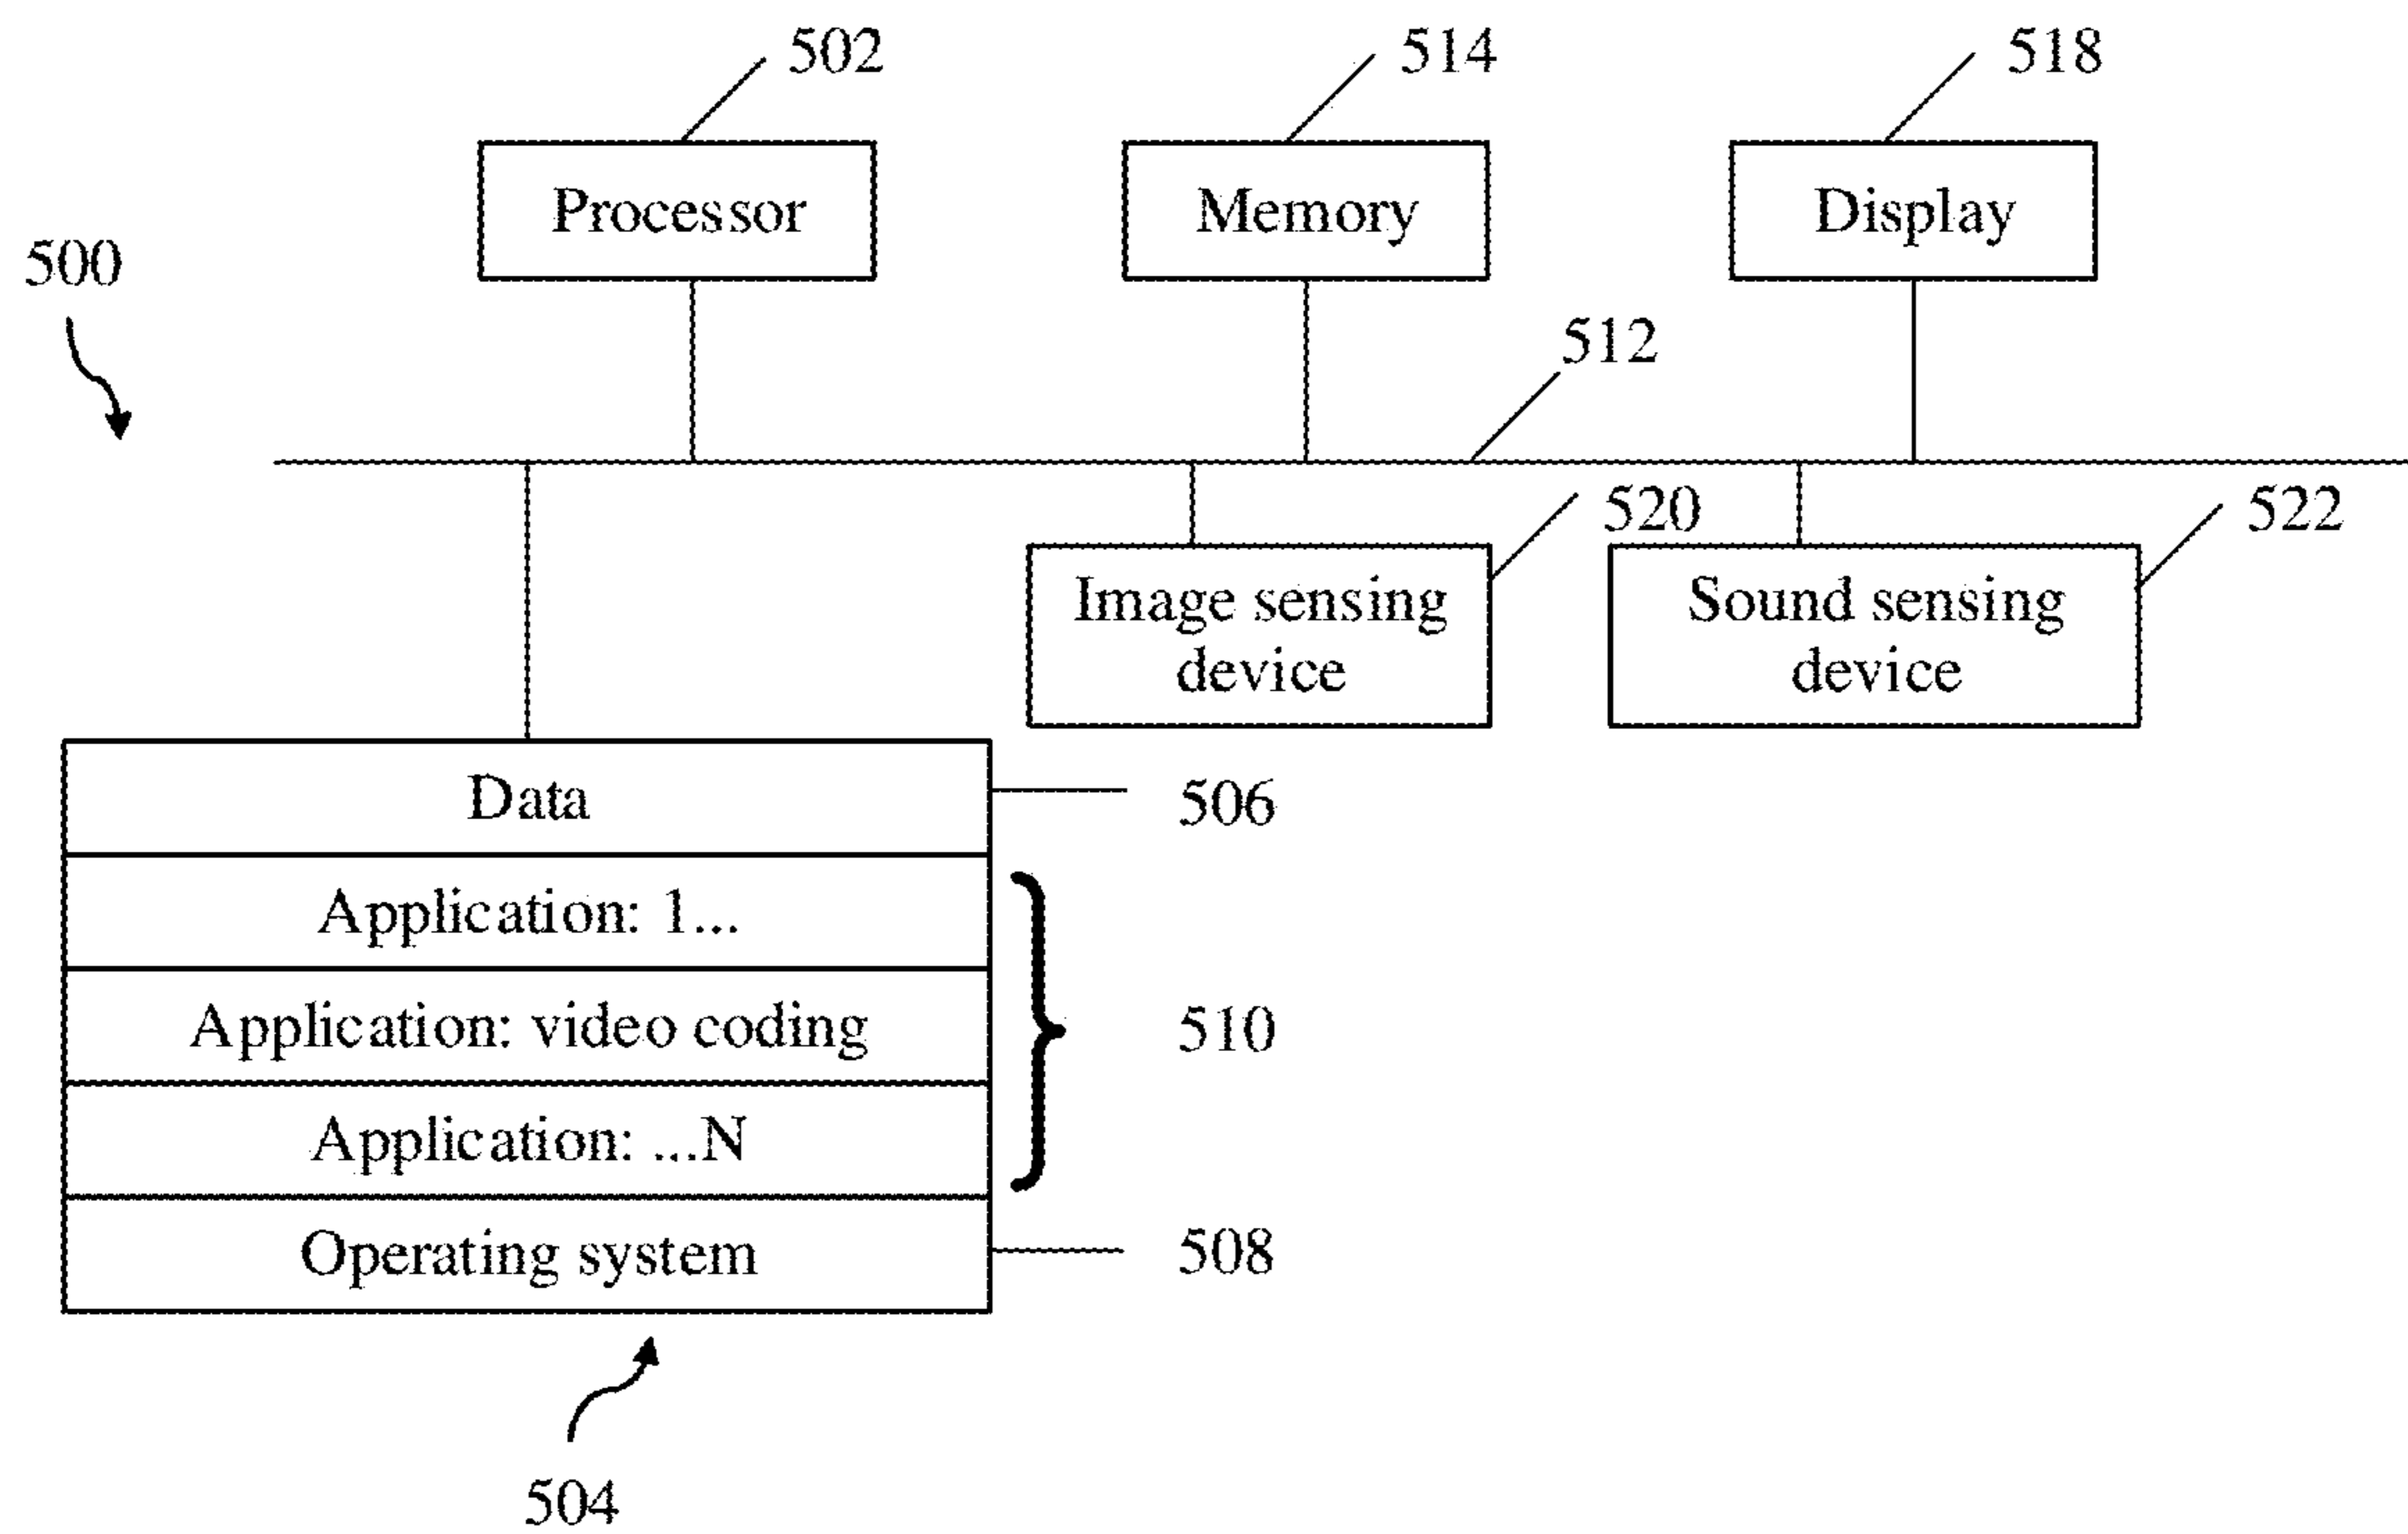 502
514
518
Processor
Memory
Display
500
512
520
522
Image sensing
device
Sound sensing
device
Data
506
Application: 1...
Application: video coding
510
Application: ...N
Operating system
508
504